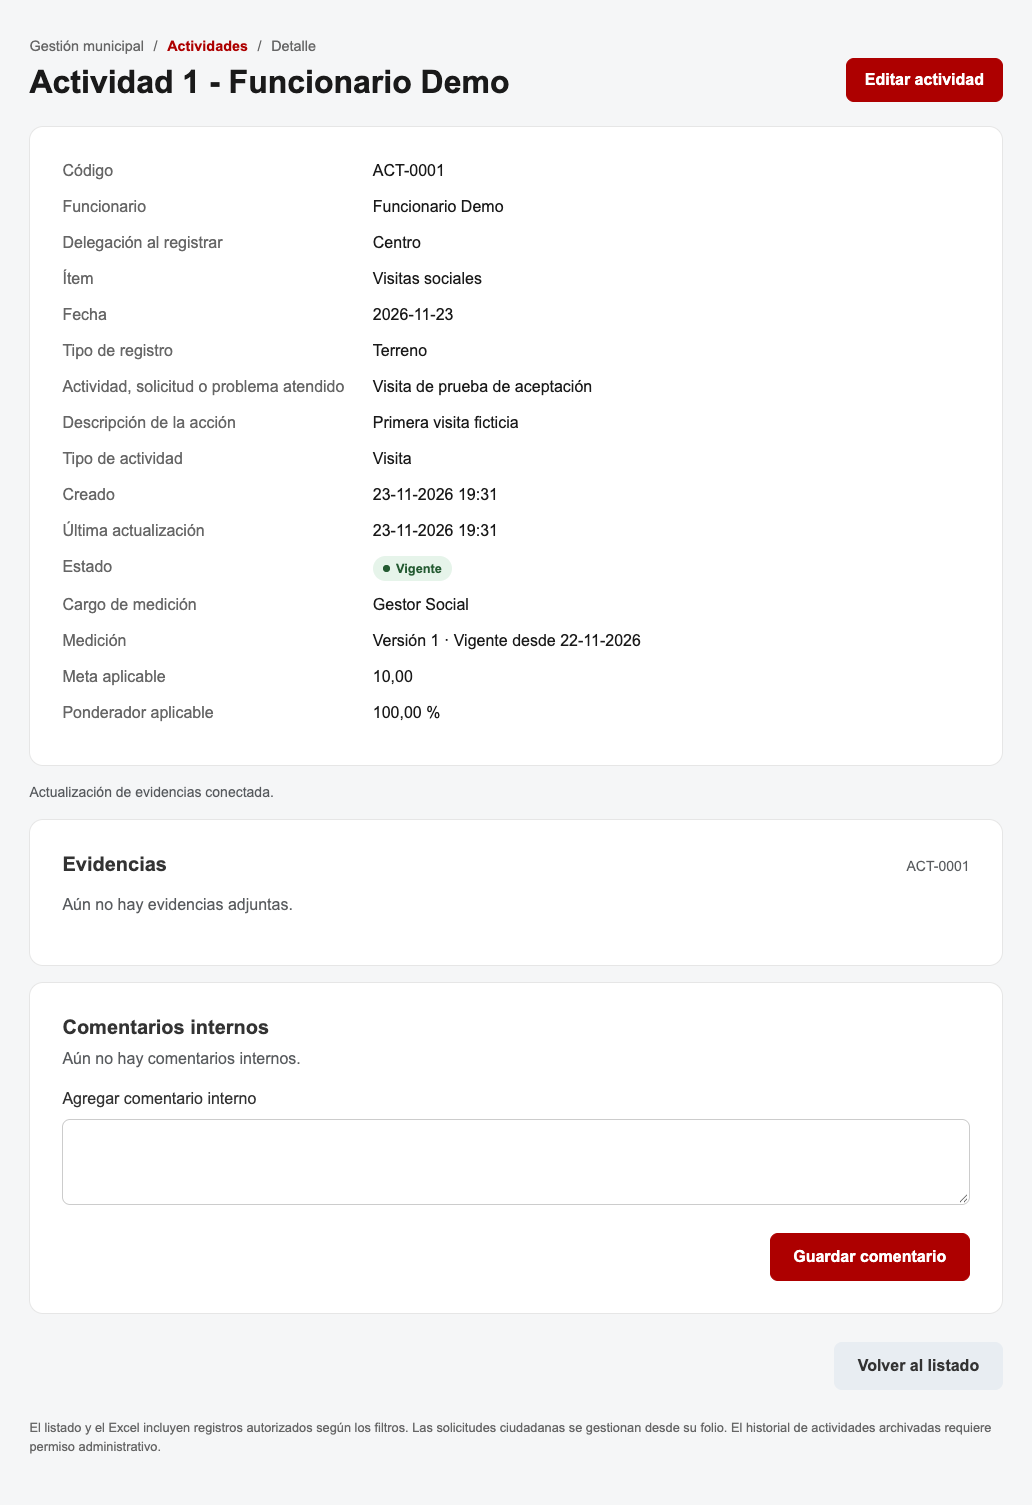 Gestión municipal / Actividades / Detalle
Actividad 1 - Funcionario Demo
Editar actividad
Código ACT-0001
Funcionario Funcionario Demo
Delegación al registrar Centro
Ítem Visitas sociales
Fecha 2026-11-23
Tipo de registro Terreno
Actividad, solicitud o problema atendido Visita de prueba de aceptación
Descripción de la acción Primera visita ficticia
Tipo de actividad Visita
Creado 23-11-2026 19:31
Última actualización 23-11-2026 19:31
Estado Vigente
Cargo de medición Gestor Social
Medición Versión 1 · Vigente desde 22-11-2026
Meta aplicable 10,00
Ponderador aplicable 100,00 %
Actualización de evidencias conectada.
Evidencias ACT-0001
Aún no hay evidencias adjuntas.
Comentarios internos
Aún no hay comentarios internos.
Agregar comentario interno
Guardar comentario
Volver al listado
El listado y el Excel incluyen registros autorizados según los filtros. Las solicitudes ciudadanas se gestionan desde su folio. El historial de actividades archivadas requiere
permiso administrativo.